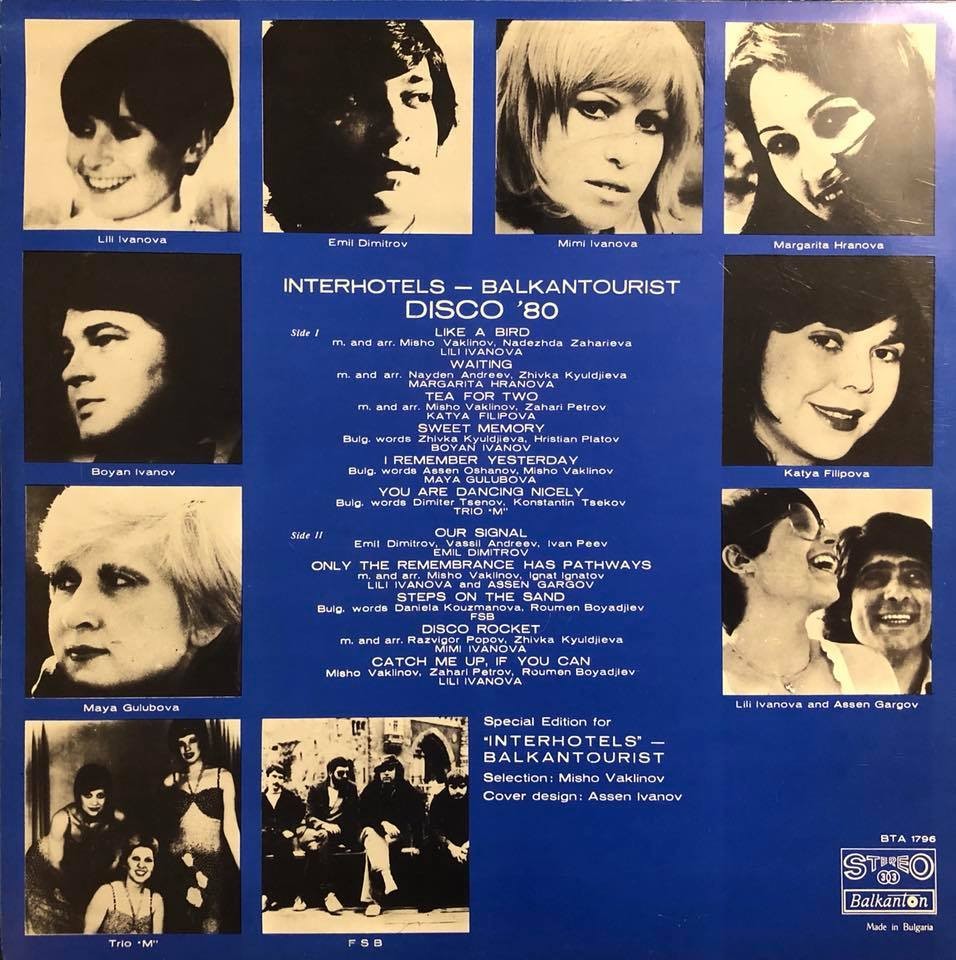 Lili Ivanova
Emil Dimitrov
Mimi Ivanova
Margarita Hranova
INTERHOTELS — BALKANTOURIST
DISCO '80
Side I
LIKE A BIRD
m. and arr. Misho Vaklinov, Nadezhda Zaharieva
LILI IVANOVA
WAITING
m. and arr. Nayden Andreev, Zhivka Kyuldjieva
MARGARITA HRANOVA
TEA FOR TWO
m. and arr. Misho Vaklinov, Zahari Petrov
KATYA FILIPOVA
SWEET MEMORY
Bulg. words Zhivka Kyuldjieva, Hristian Platov
BOYAN IVANOV
I REMEMBER YESTERDAY
Bulg. words Assen Oshanov, Misho Vaklinov
MAYA GULUBOVA
YOU ARE DANCING NICELY
Bulg. words Dimiter Tsenov, Konstantin Tsekov
TRIO "M"
Side II
OUR SIGNAL
Emil Dimitrov, Vassil Andreev, Ivan Peev
EMIL DIMITROV
ONLY THE REMEMBRANCE HAS PATHWAYS
m. and arr. Misho Vaklinov, Ignat Ignatov
LILI IVANOVA and ASSEN GARGOV
STEPS ON THE SAND
Bulg. words Daniela Kouzmanova, Roumen Boyadjiev
FSB
DISCO ROCKET
m. and arr. Razvigor Popov, Zhivka Kyuldjieva
MIMI IVANOVA
CATCH ME UP, IF YOU CAN
Misho Vaklinov, Zahari Petrov, Roumen Boyadjiev
LILI IVANOVA
Boyan Ivanov
Katya Filipova
Maya Gulubova
Lili Ivanova and Assen Gargov
Special Edition for
"INTERHOTELS" —
BALKANTOURIST
Selection: Misho Vaklinov
Cover design: Assen Ivanov
BTA 1796
STEREO
33
Balkanton
Made in Bulgaria
Trio "M"
F S B